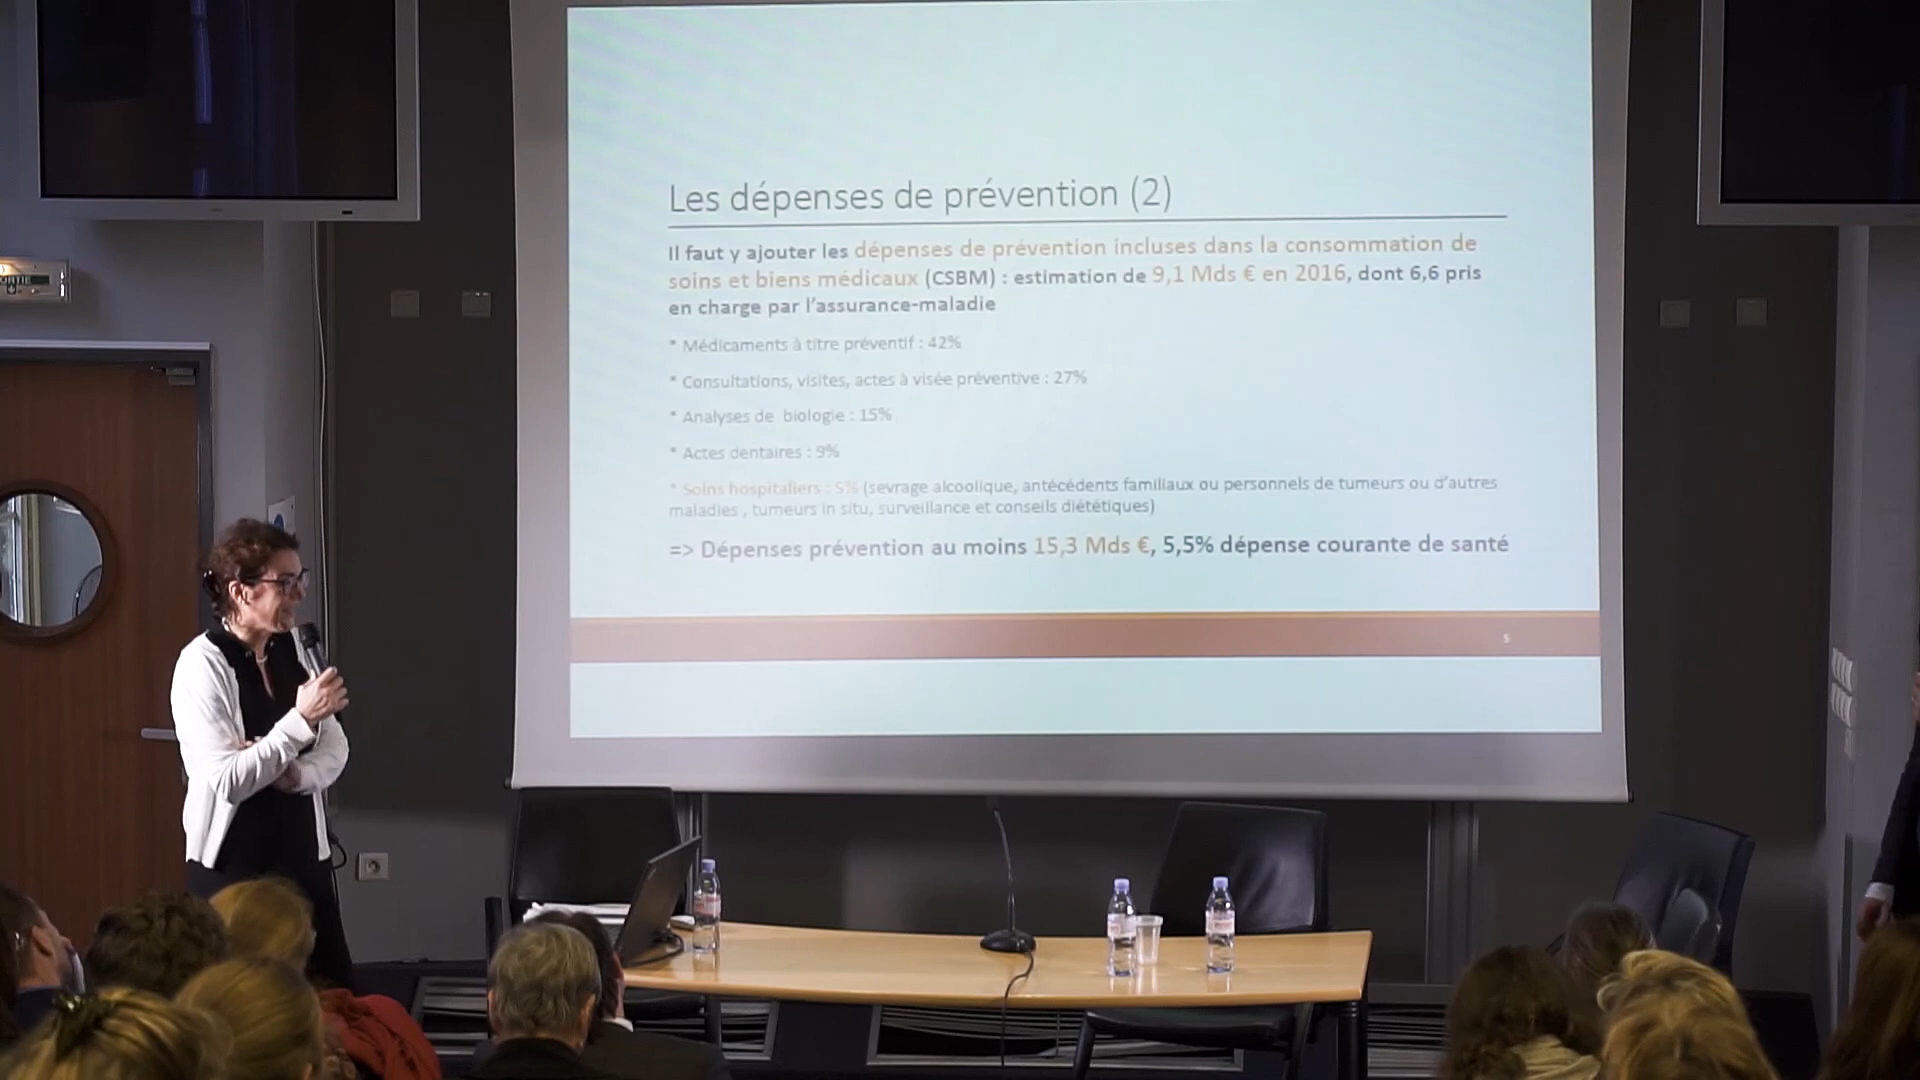 Les dépenses de prévention (2)
Il faut y ajouter les dépenses de prévention incluses dans la consommation de
soins et biens médicaux (CSBM) : estimation de 9,1 Mds € en 2016, dont 6,6 pris
en charge par l'assurance-maladie
* Médicaments à titre préventif : 42%
* Consultations, visites, actes à visée préventive : 27%
* Analyses de biologie : 15%
* Actes dentaires : 9%
* Soins hospitaliers : 5% (sevrage alcoolique, antécédents familiaux ou personnels de tumeurs ou d'autres
maladies , tumeurs in situ, surveillance et conseils diététiques)
=> Dépenses prévention au moins 15,3 Mds €, 5,5% dépense courante de santé
5